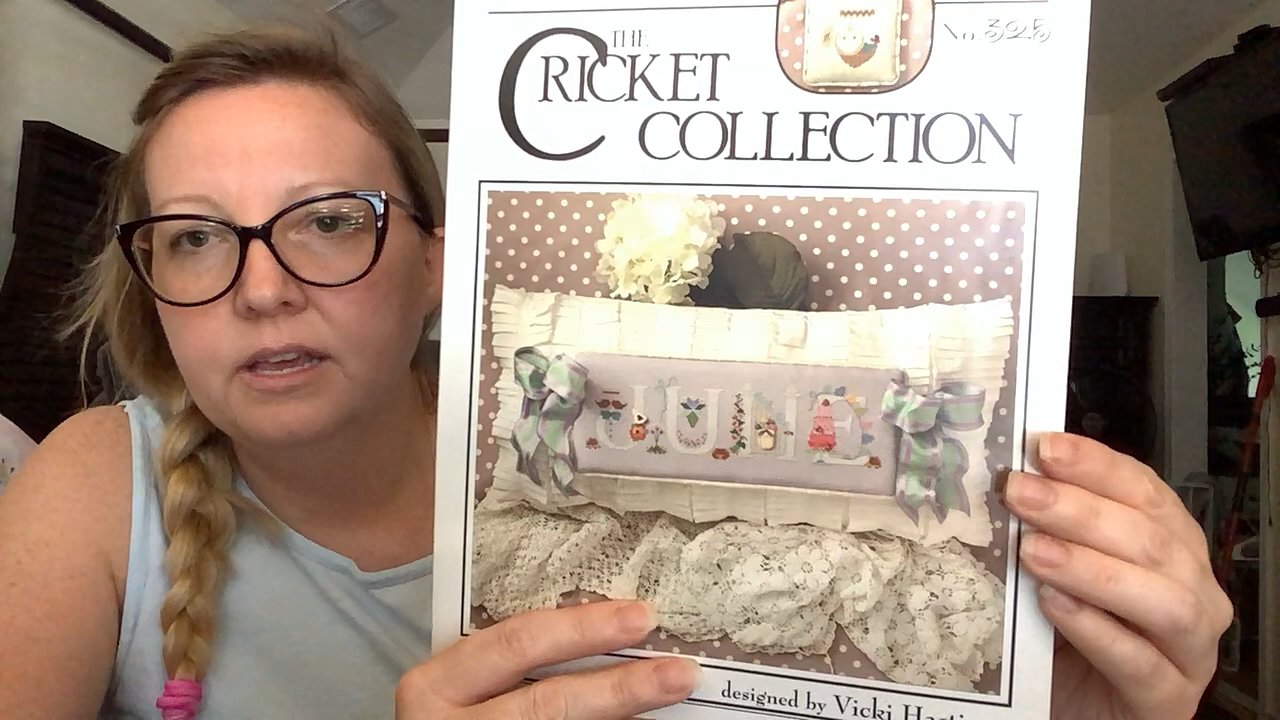 THE
CRICKET
COLLECTION
No. 325
JUNE
designed by Vicki